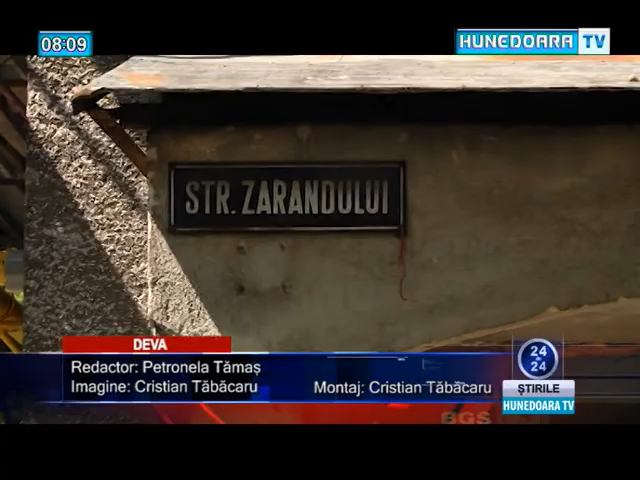 08:09
HUNEDOARA TV
STR. ZARANDULUI
DEVA
Redactor: Petronela Tămaș
Imagine: Cristian Tăbăcaru
Montaj: Cristian Tăbăcaru
24
24
ȘTIRILE
HUNEDOARA TV
BGS